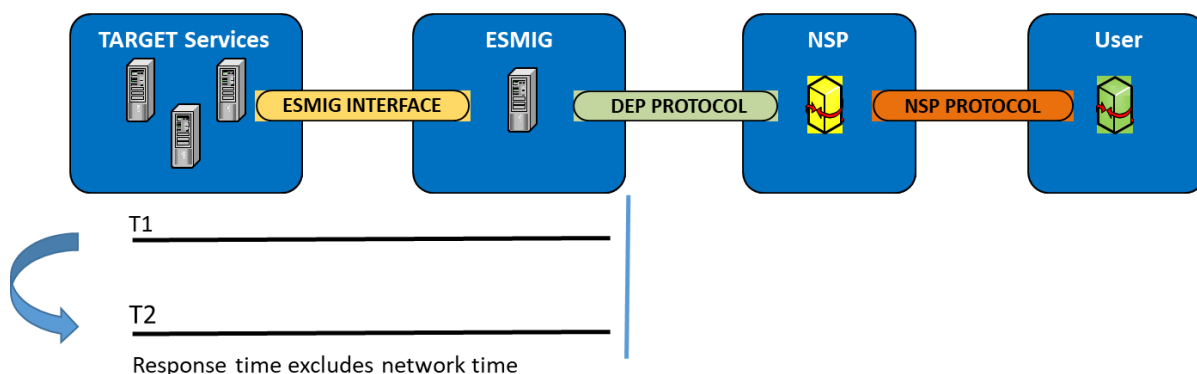 TARGET Services
ESMIG
NSP
User
ESMIG INTERFACE
DEP PROTOCOL
NSP PROTOCOL
T1
T2
Response time excludes network time